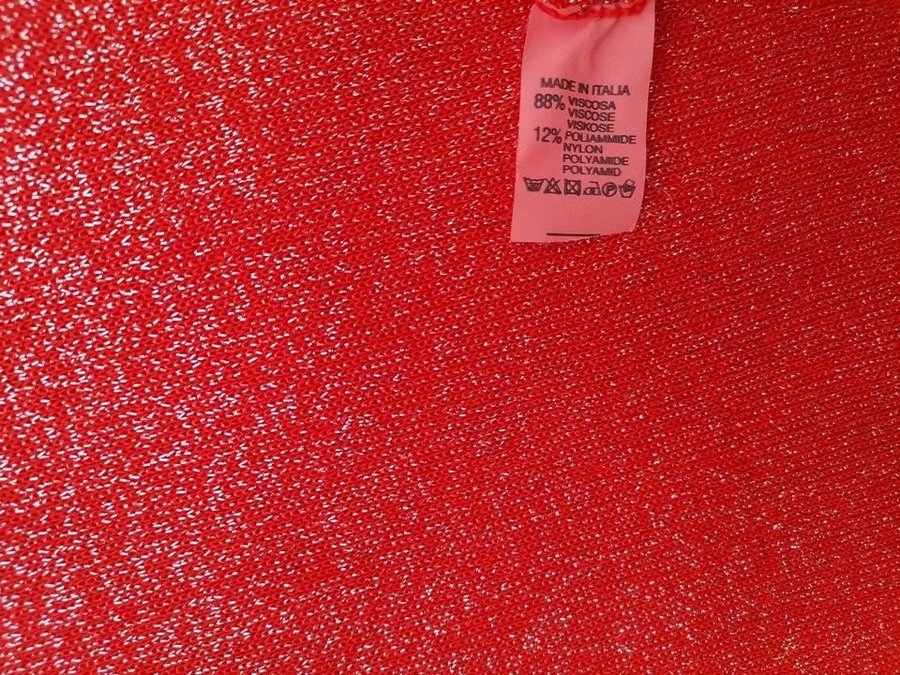 MADE IN ITALIA
88% VISCOSA
VISCOSE
VISKOSE
12% POLIAMMIDE
NYLON
POLYAMIDE
POLYAMID